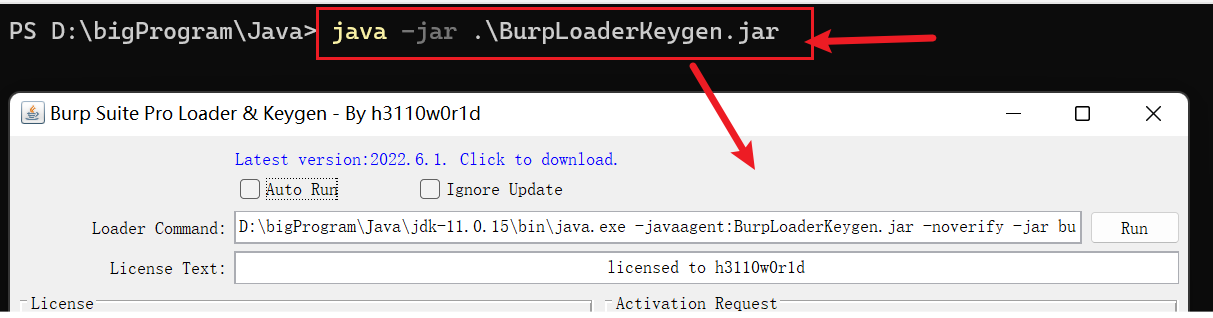 PS D:\bigProgram\Java> java -jar .\BurpLoaderKeygen.jar
Burp Suite Pro Loader & Keygen - By h3110w0r1d
Latest version:2022.6.1. Click to download.
Auto Run Ignore Update
Loader Command: D:\bigProgram\Java\jdk-11.0.15\bin\java.exe -javaagent:BurpLoaderKeygen.jar -noverify -jar bu Run
License Text: licensed to h3110w0r1d
License Activation Request